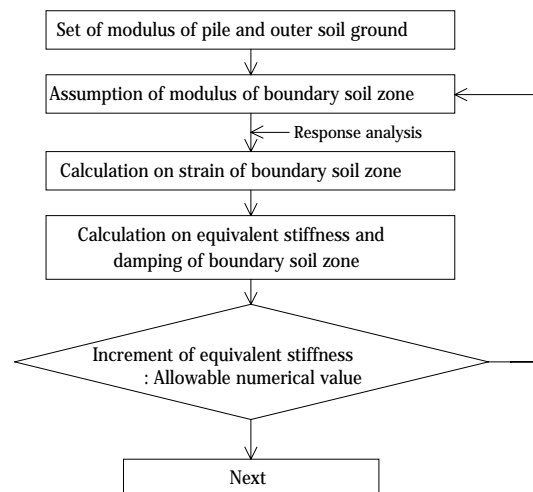 Set of modulus of pile and outer soil ground
Assumption of modulus of boundary soil zone
Response analysis
Calculation on strain of boundary soil zone
Calculation on equivalent stiffness and
damping of boundary soil zone
Increment of equivalent stiffness
: Allowable numerical value
Next